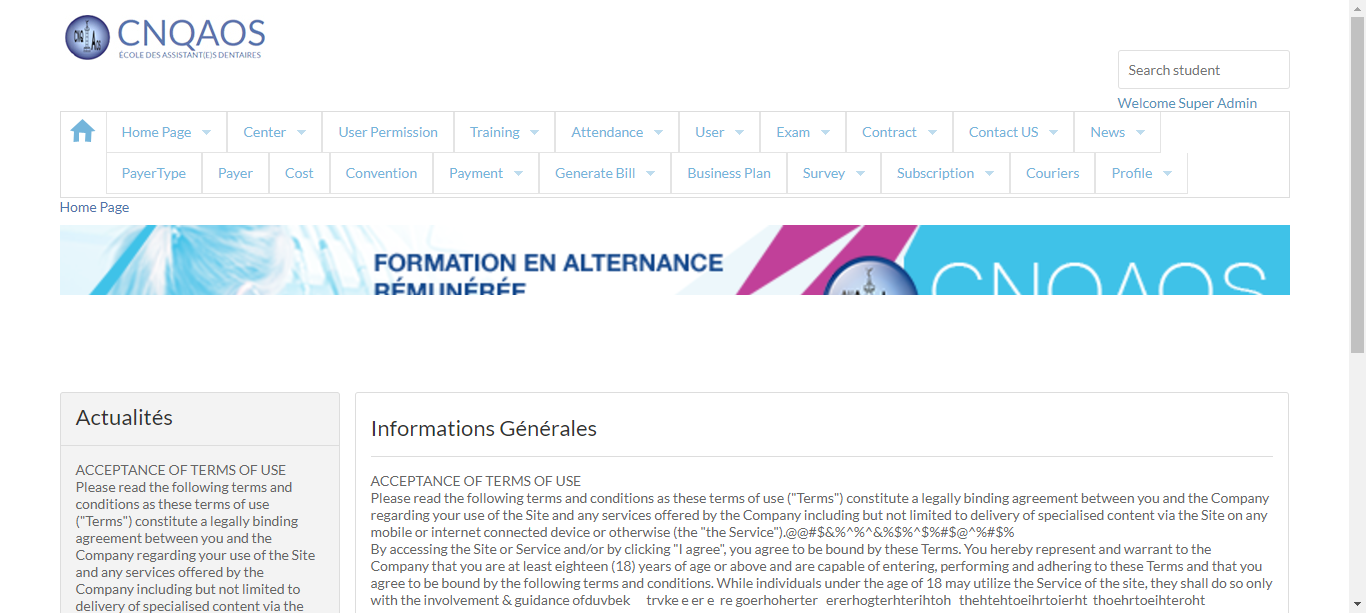 CNQAOS
ÉCOLE DES ASSISTANT(E)S DENTAIRES
Search student
Welcome Super Admin
Home Page Center User Permission Training Attendance User Exam Contract Contact US News
PayerType Payer Cost Convention Payment Generate Bill Business Plan Survey Subscription Couriers Profile
Home Page
FORMATION EN ALTERNANCE
RÉMUNÉRÉE
CNQAOS
Actualités
ACCEPTANCE OF TERMS OF USE
Please read the following terms and
conditions as these terms of use
("Terms") constitute a legally binding
agreement between you and the
Company regarding your use of the Site
and any services offered by the
Company including but not limited to
delivery of specialised content via the
Informations Générales
ACCEPTANCE OF TERMS OF USE
Please read the following terms and conditions as these terms of use ("Terms") constitute a legally binding agreement between you and the Company
regarding your use of the Site and any services offered by the Company including but not limited to delivery of specialised content via the Site on any
mobile or internet connected device or otherwise (the "the Service").@@#$&%^%^&%$%^$%#$@^%#$%
By accessing the Site or Service and/or by clicking "I agree", you agree to be bound by these Terms. You hereby represent and warrant to the
Company that you are at least eighteen (18) years of age or above and are capable of entering, performing and adhering to these Terms and that you
agree to be bound by the following terms and conditions. While individuals under the age of 18 may utilize the Service of the site, they shall do so only
with the involvement & guidance ofduvbek trvke e er e re goerhoherter ererhogterhterihtoh thehtehtoeihrtoierht thoehrtoeihteroht